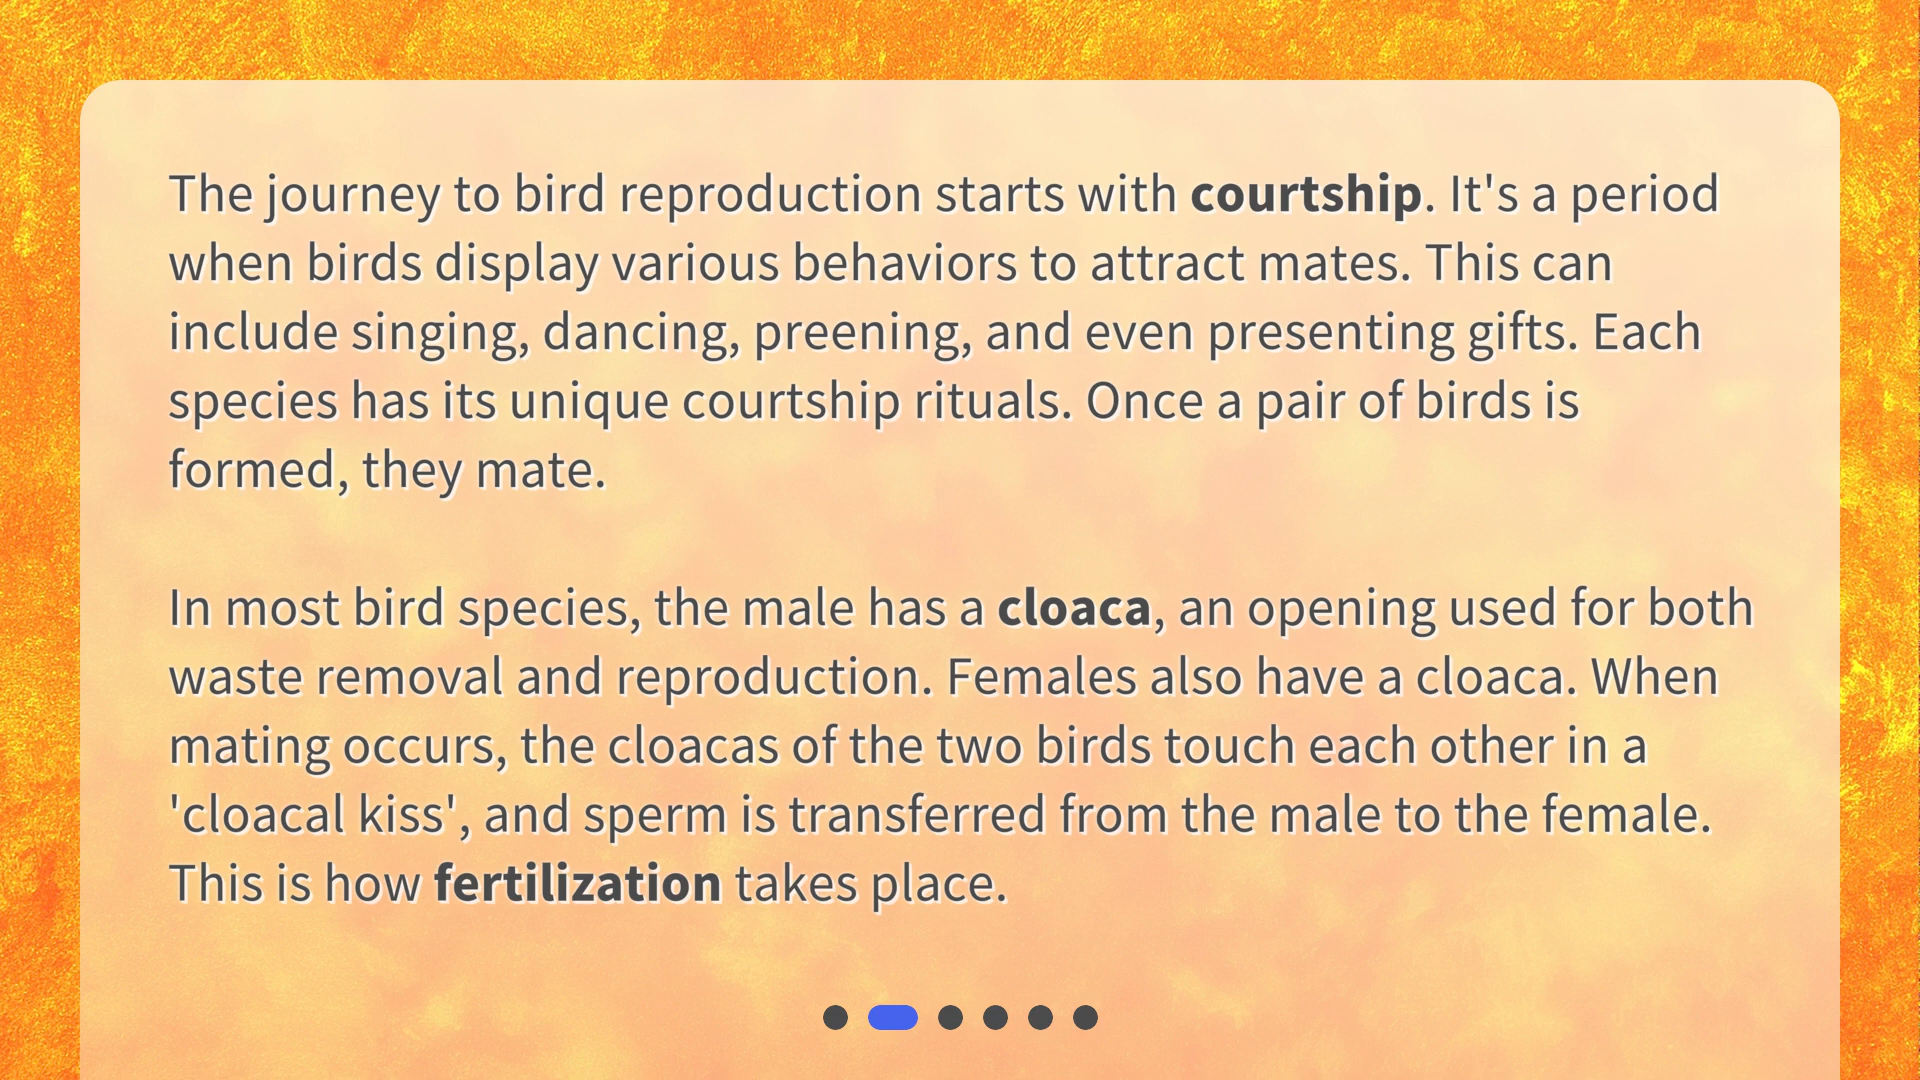 The journey to bird reproduction starts with courtship. It's a period
when birds display various behaviors to attract mates. This can
include singing, dancing, preening, and even presenting gifts. Each
species has its unique courtship rituals. Once a pair of birds is
formed, they mate.
In most bird species, the male has a cloaca, an opening used for both
waste removal and reproduction. Females also have a cloaca. When
mating occurs, the cloacas of the two birds touch each other in a
'cloacal kiss', and sperm is transferred from the male to the female.
This is how fertilization takes place.